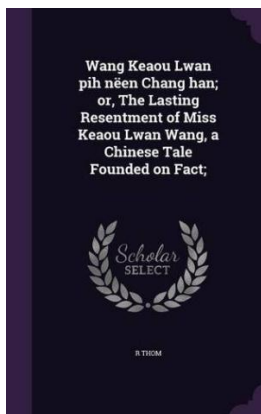 Wang Keaou Lwan
pih nëen Chang han;
or, The Lasting
Resentment of Miss
Keaou Lwan Wang, a
Chinese Tale
Founded on Fact;
Scholar
SELECT
R THOM